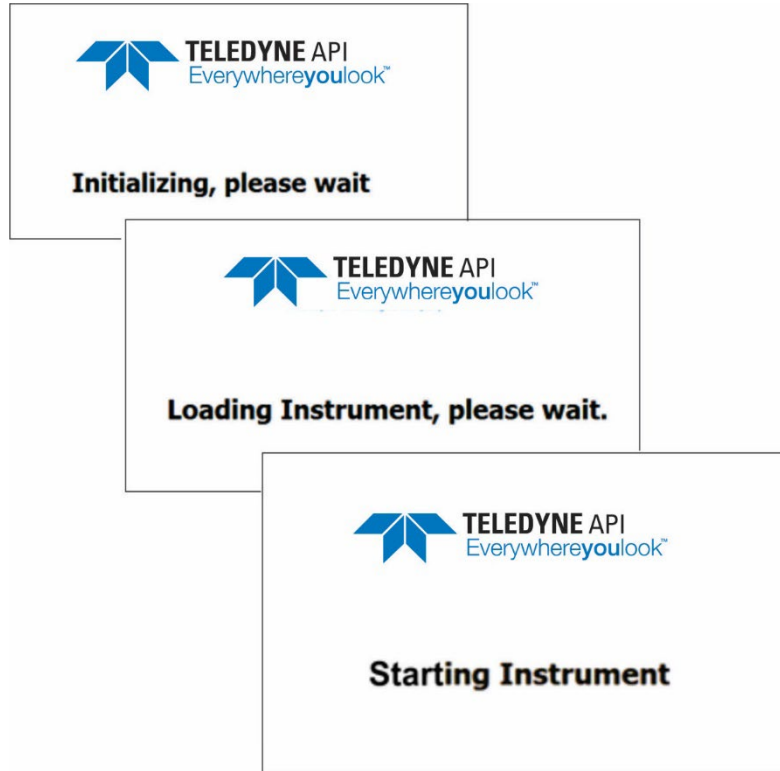 TELEDYNE API
Everywhereyoulook™
Initializing, please wait
TELEDYNE API
Everywhereyoulook™
Loading Instrument, please wait.
TELEDYNE API
Everywhereyoulook™
Starting Instrument